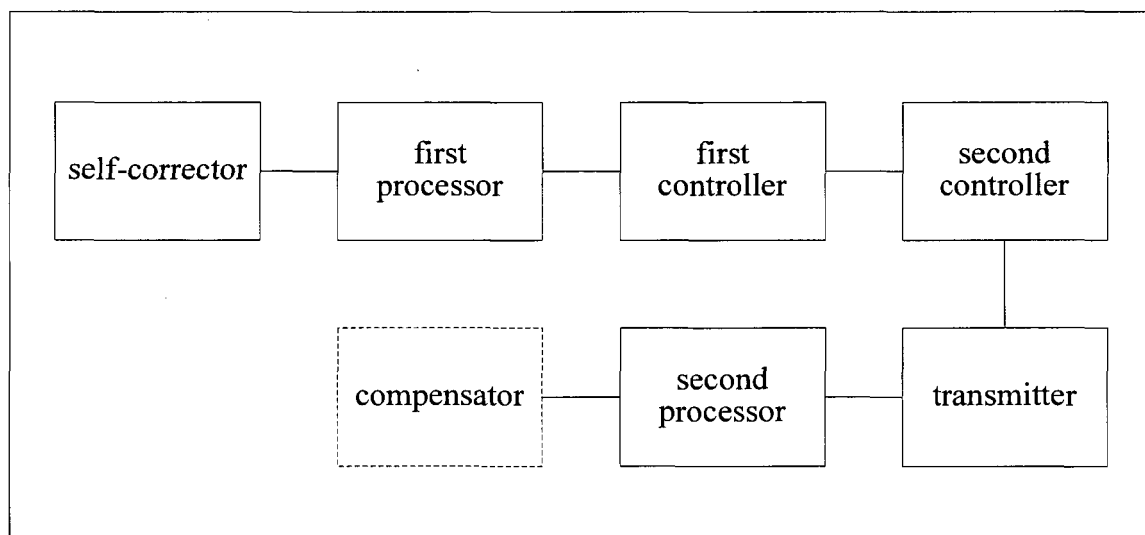 self-corrector
first
processor
first
controller
second
controller
compensator
second
processor
transmitter